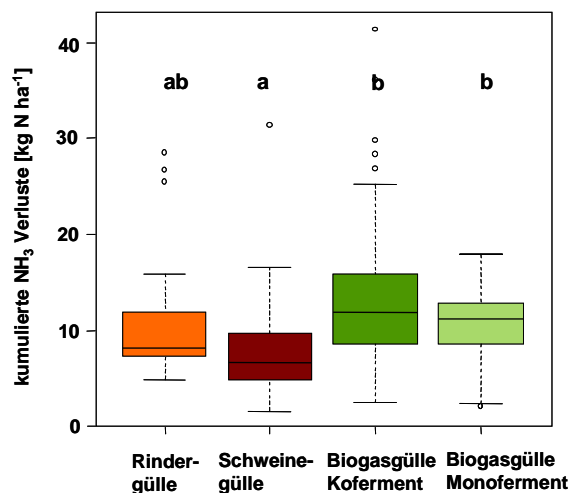 kumulierte NH₃ Verluste [kg N ha⁻¹]
40
30
20
10
0
ab
a
b
b
Rinder-
gülle
Schweine-
gülle
Biogasgülle
Koferment
Biogasgülle
Monoferment